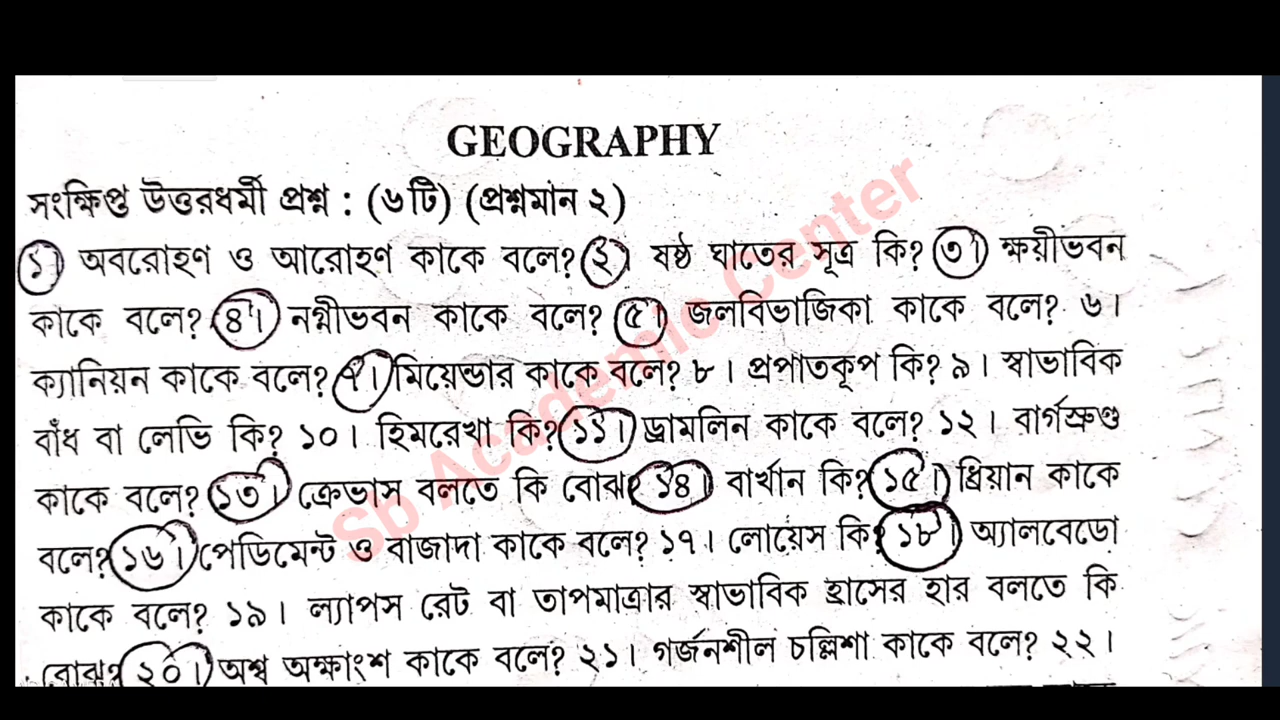 GEOGRAPHY
সংক্ষিপ্ত উত্তরধর্মী প্রশ্ন : (৬টি) (প্রশ্নমান ২)
১। অবরোহণ ও আরোহণ কাকে বলে? ২। ষষ্ঠ ঘাতের সূত্র কি? ৩। ক্ষয়ীভবন
কাকে বলে? ৪। নগ্নীভবন কাকে বলে? ৫। জলবিভাজিকা কাকে বলে? ৬।
ক্যানিয়ন কাকে বলে? ৭। মিয়েন্ডার কাকে বলে? ৮। প্রপাতকূপ কি? ৯। স্বাভাবিক
বাঁধ বা লেভি কি? ১০। হিমরেখা কি? ১১। ড্রামলিন কাকে বলে? ১২। বার্গস্রুণ্ড
কাকে বলে? ১৩। ক্রেভাস বলতে কি বোঝ? ১৪। বার্খান কি? ১৫। ধ্রিয়ান কাকে
বলে? ১৬। পেডিমেন্ট ও বাজাদা কাকে বলে? ১৭। লোয়েস কি? ১৮। অ্যালবেডো
কাকে বলে? ১৯। ল্যাপস রেট বা তাপমাত্রার স্বাভাবিক হ্রাসের হার বলতে কি
বোঝ? ২০। অশ্ব অক্ষাংশ কাকে বলে? ২১। গর্জনশীল চল্লিশা কাকে বলে? ২২।
Sb Academic Center